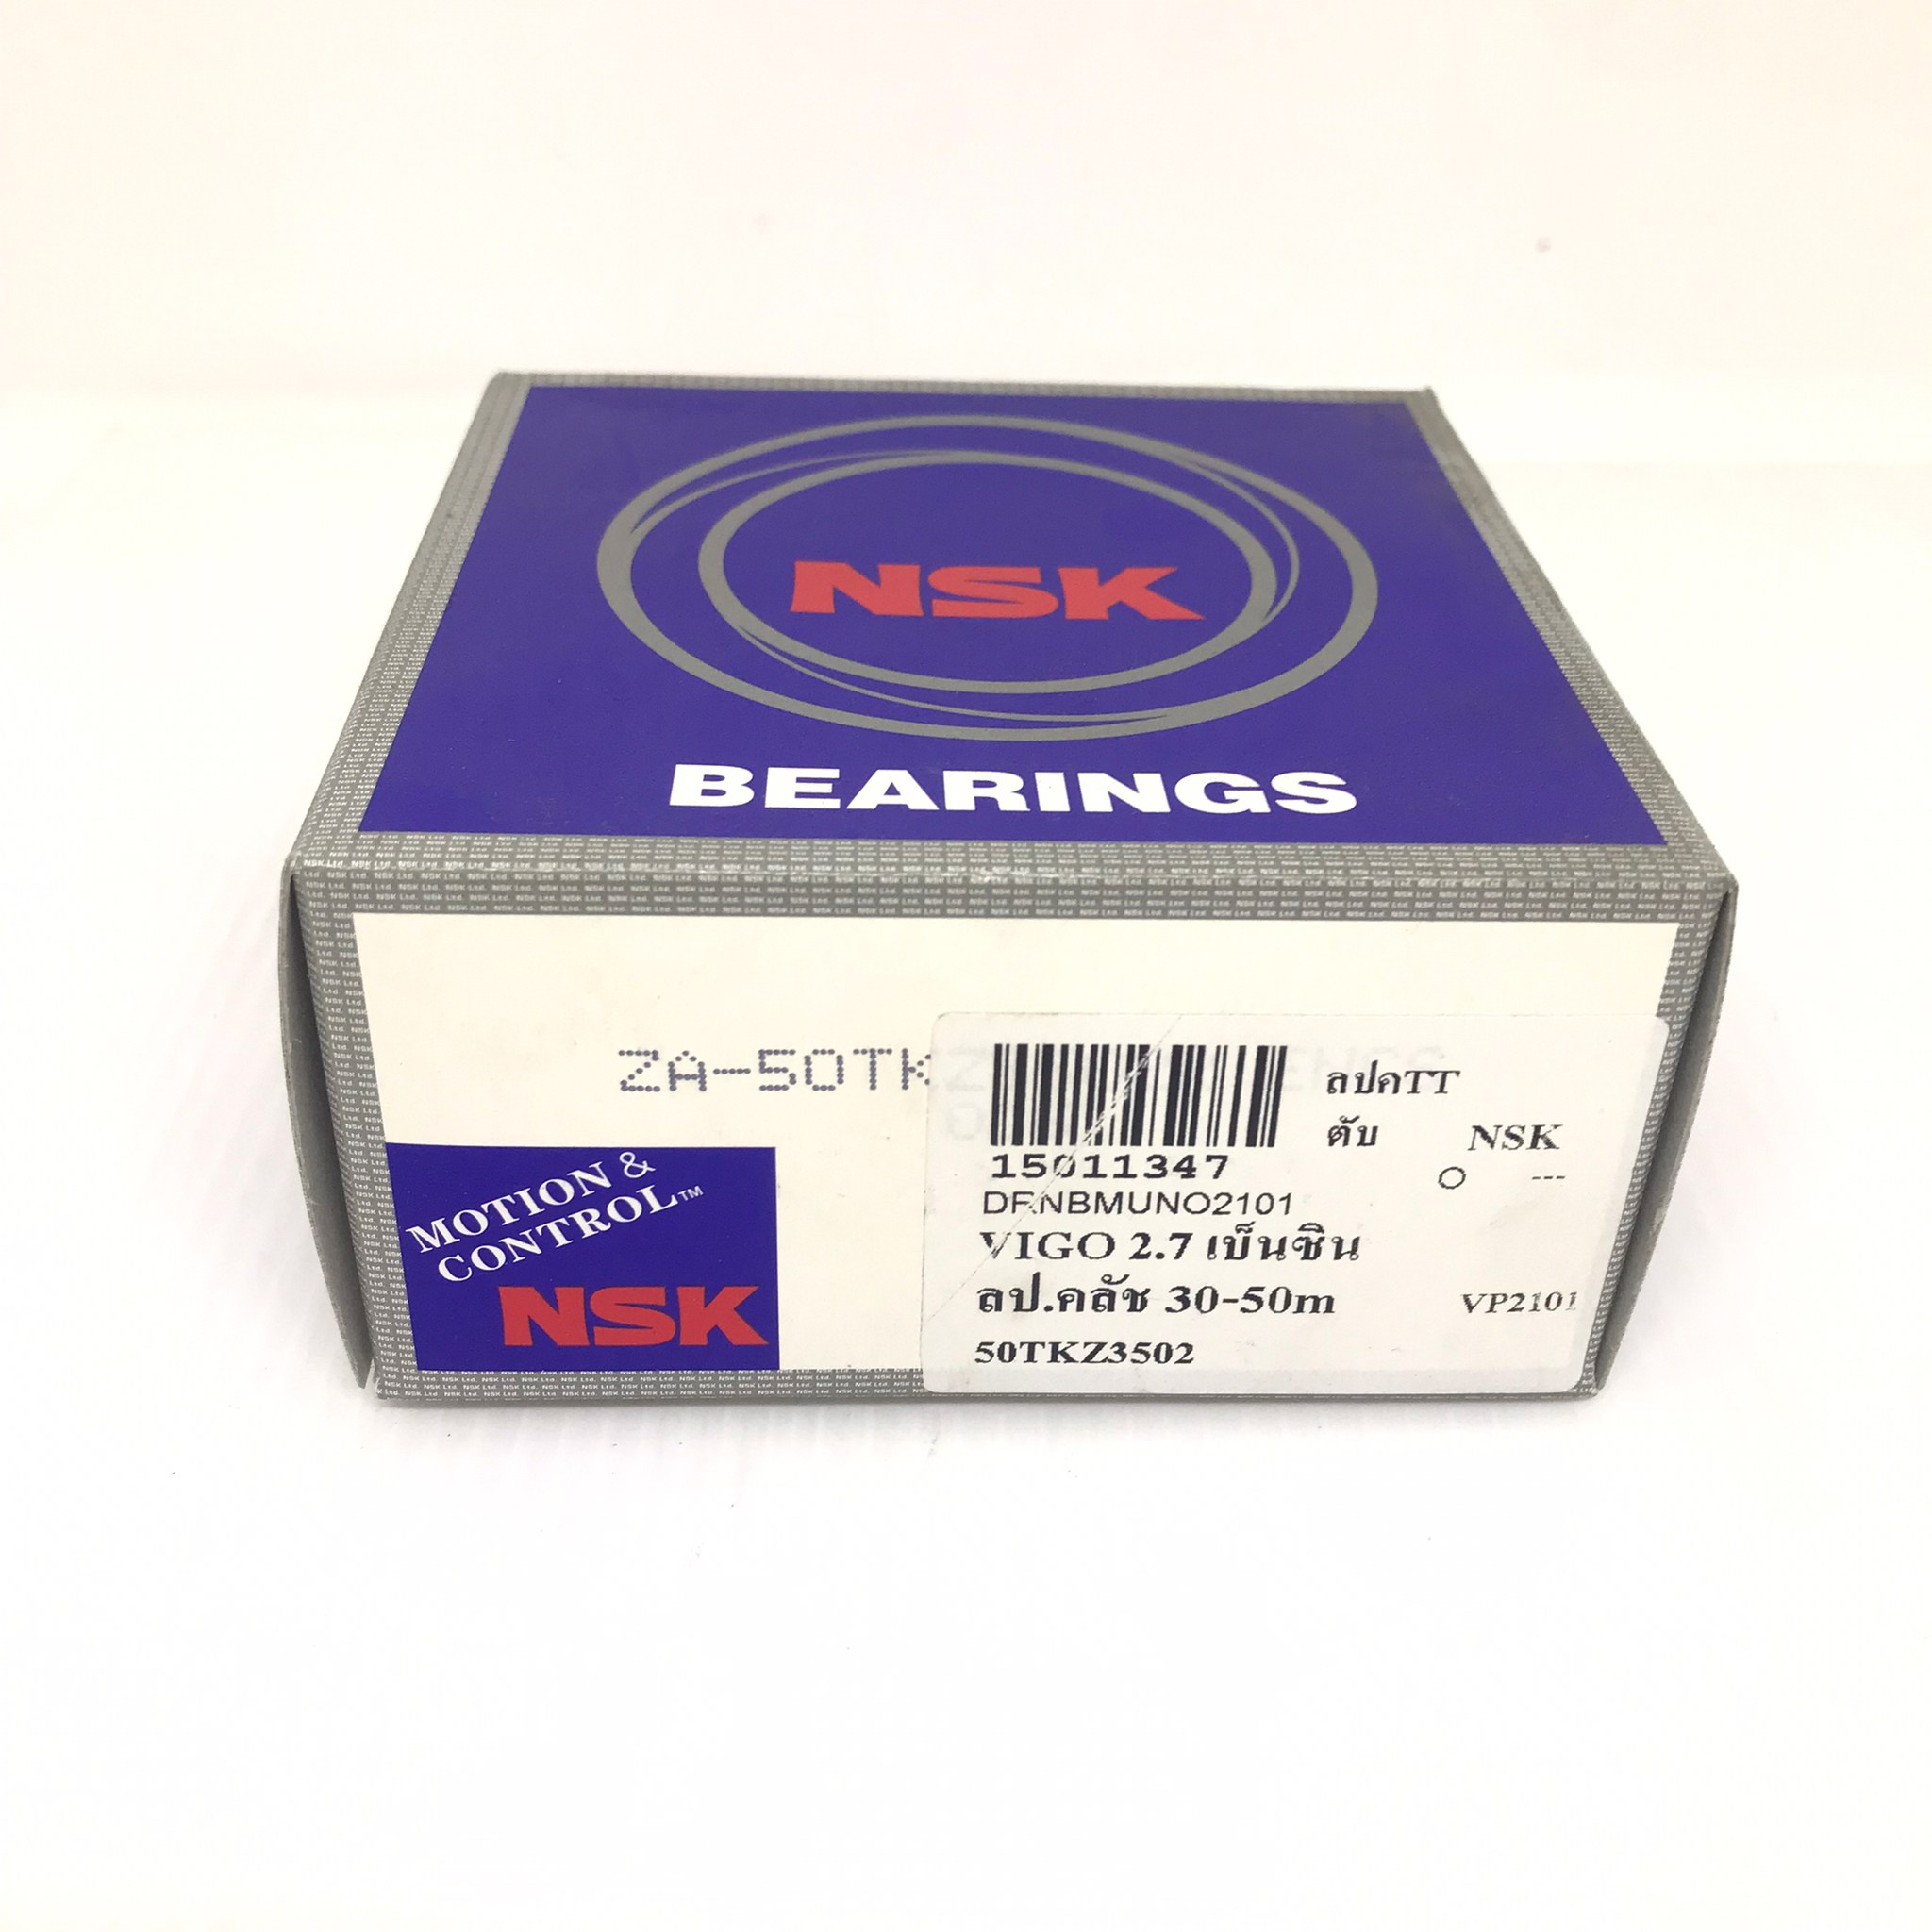 NSK
BEARINGS
ZA-50TK
MOTION &
CONTROL™
NSK
ลปคTT
ตับ NSK
15011347
O ---
DRNBMUNO2101
VIGO 2.7 เบ็นซิน
ลป.คลัช 30-50m VP2101
50TKZ3502